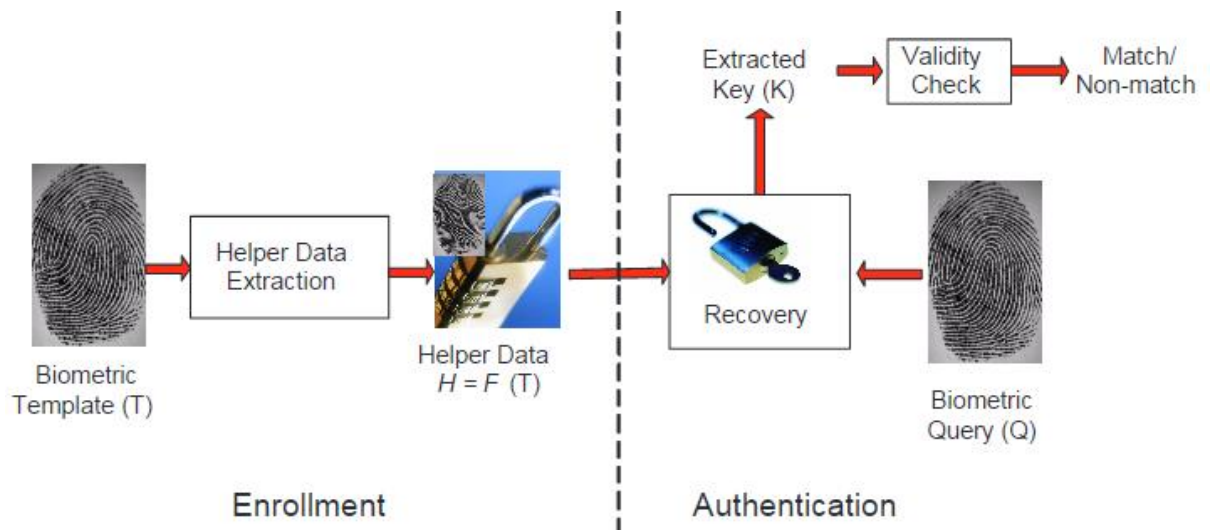 Biometric
Template (T)
Helper Data
Extraction
Helper Data
H = F (T)
Enrollment
Extracted
Key (K)
Validity
Check
Match/
Non-match
Recovery
Biometric
Query (Q)
Authentication